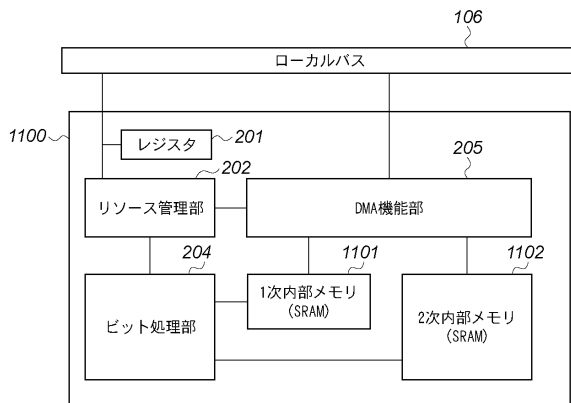 106
ローカルバス
1100
レジスタ
201
202
205
リソース管理部
DMA機能部
204
1101
1102
ビット処理部
1次内部メモリ
(SRAM)
2次内部メモリ
(SRAM)